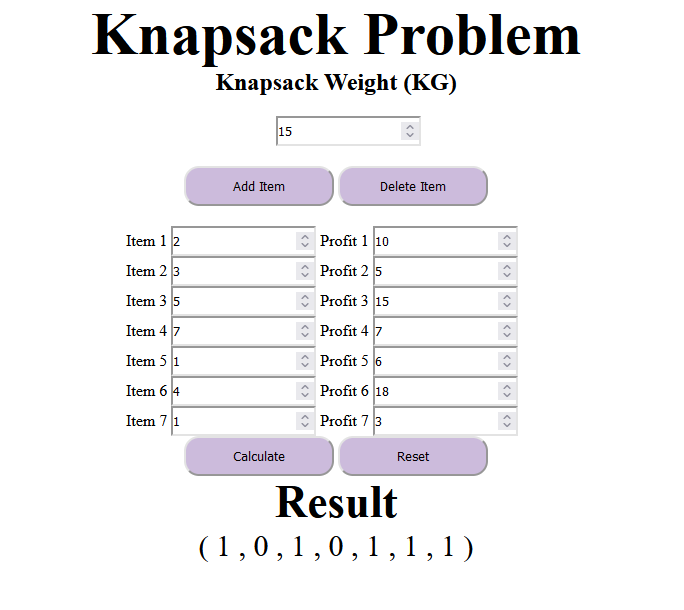 Knapsack Problem
Knapsack Weight (KG)
15
Add Item Delete Item
Item 1 2 Profit 1 10
Item 2 3 Profit 2 5
Item 3 5 Profit 3 15
Item 4 7 Profit 4 7
Item 5 1 Profit 5 6
Item 6 4 Profit 6 18
Item 7 1 Profit 7 3
Calculate Reset
Result
( 1 , 0 , 1 , 0 , 1 , 1 , 1 )